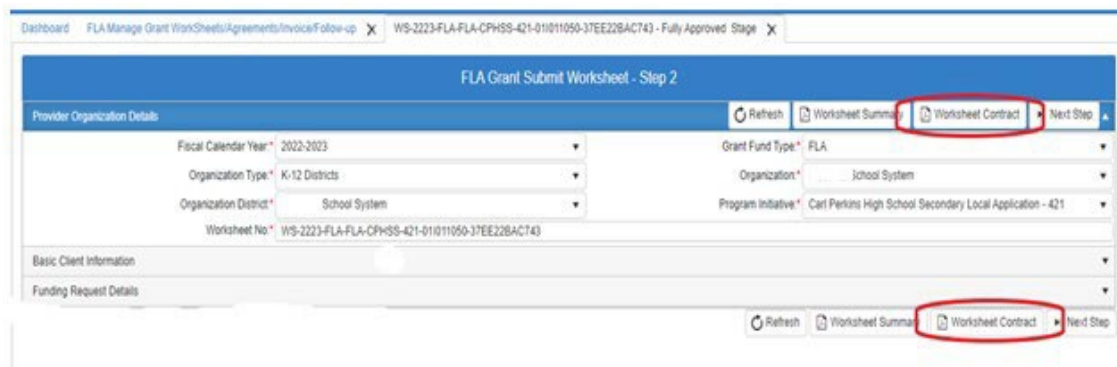 Dashboard FLA Manage Grant WorkSheets/Agreements/Invoice/Follow-up X WS-2223-FLA-FLA-CPHSS-421-01I011050-37EE22BAC743 - Fully Approved Stage X
FLA Grant Submit Worksheet - Step 2
Provider Organization Details Refresh Worksheet Summary Worksheet Contract Next Step
Fiscal Calendar Year:* 2022-2023 Grant Fund Type:* FLA
Organization Type:* K-12 Districts Organization:* School System
Organization District:* School System Program Initiative:* Carl Perkins High School Secondary Local Application - 421
Worksheet No:* WS-2223-FLA-FLA-CPHSS-421-01I011050-37EE22BAC743
Basic Client Information
Funding Request Details
Refresh Worksheet Summary Worksheet Contract Next Step